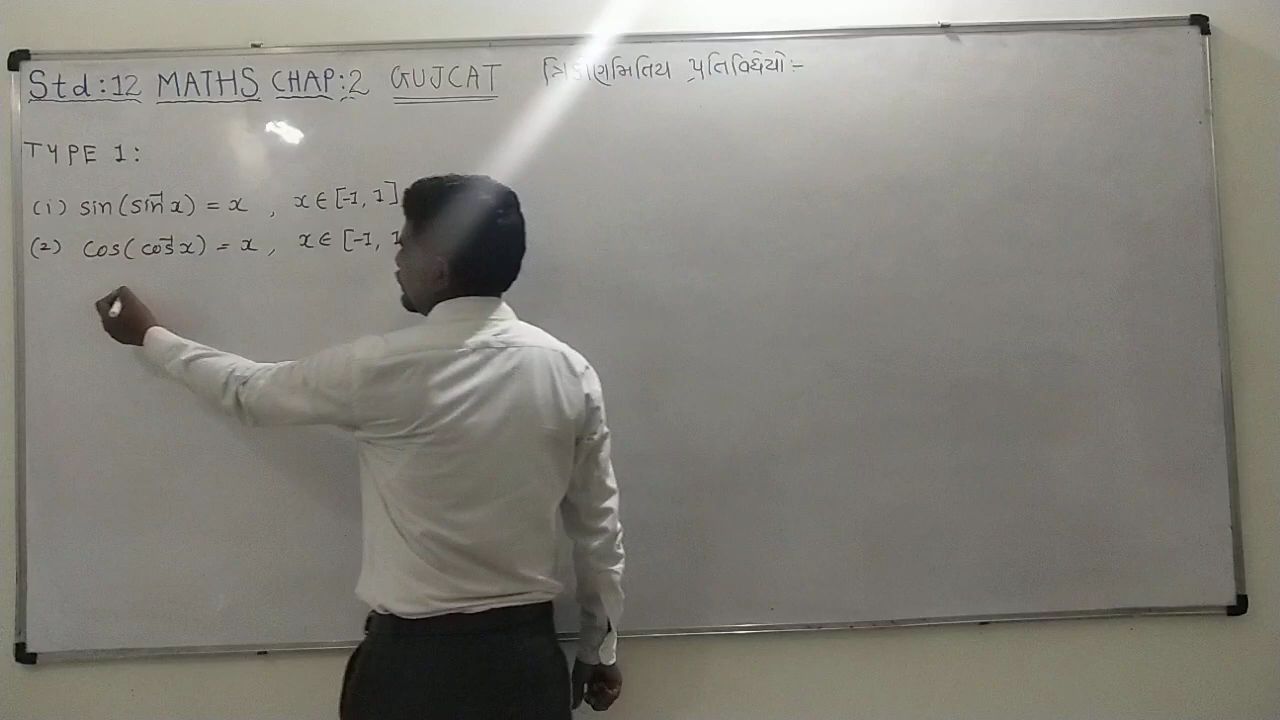 Std:12 MATHS CHAP:2 GUJCAT ત્રિકોણમિતિય પ્રતિવિધેયો:-
TYPE 1:
(i) sin(sin⁻¹x) = x , x ∈ [-1, 1]
(2) cos(cos⁻¹x) = x , x ∈ [-1, 1